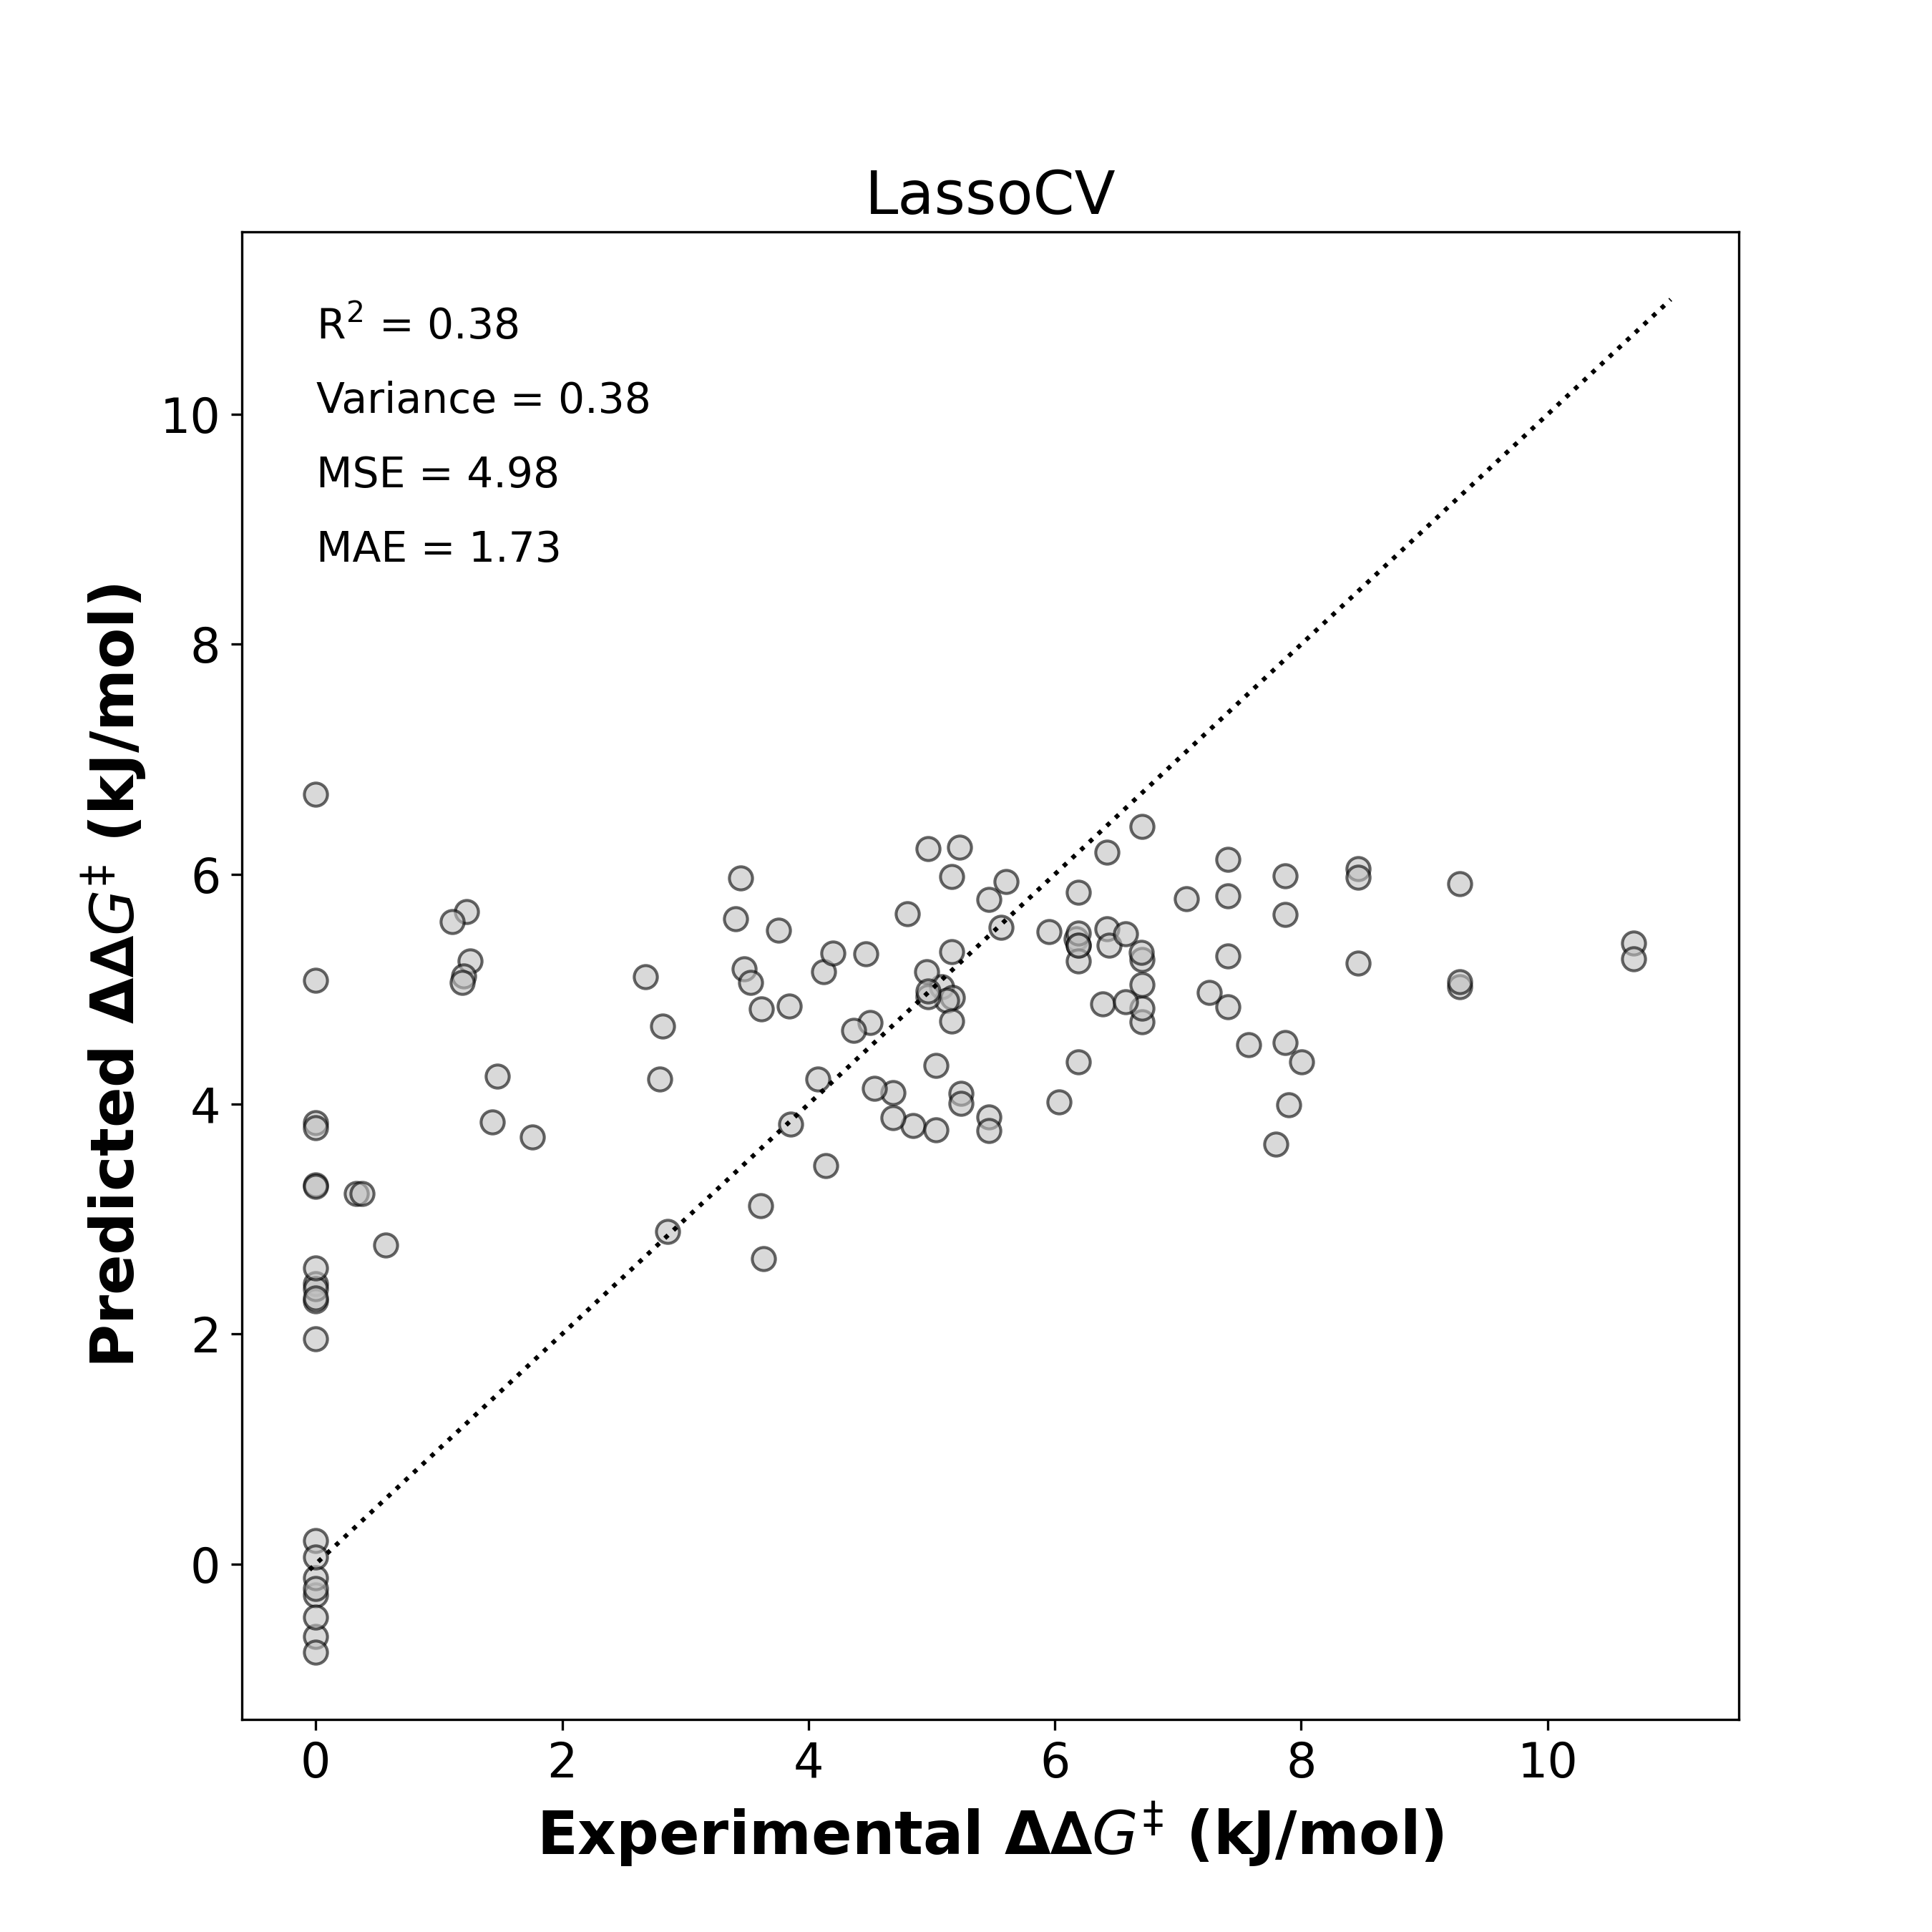 LassoCV
R² = 0.38
Variance = 0.38
MSE = 4.98
MAE = 1.73
Predicted ΔΔG‡ (kJ/mol)
10
8
6
4
2
0
0 2 4 6 8 10
Experimental ΔΔG‡ (kJ/mol)